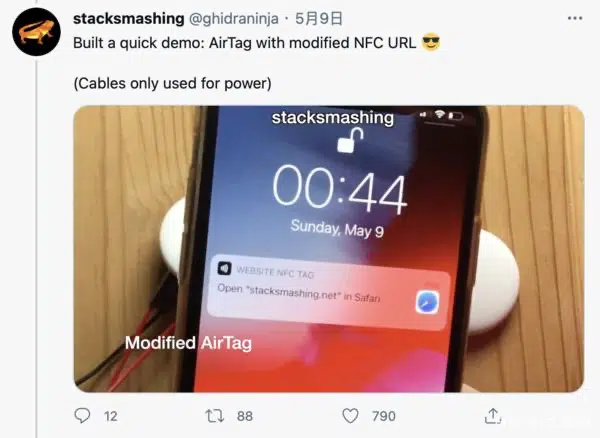 stacksmashing @ghidraninja · 5月9日
Built a quick demo: AirTag with modified NFC URL 😎
(Cables only used for power)
stacksmashing
00:44
Sunday, May 9
WEBSITE NFC TAG
Open "stacksmashing.net" in Safari
Modified AirTag
12 88 790